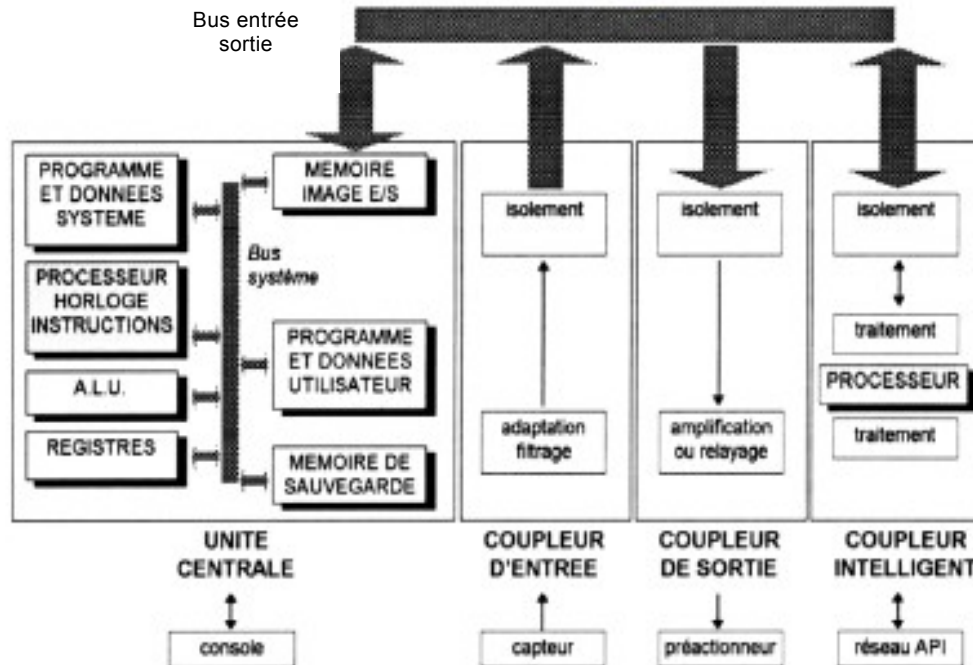 Bus entrée
sortie
PROGRAMME
ET DONNEES
SYSTEME
PROCESSEUR
HORLOGE
INSTRUCTIONS
A.L.U.
REGISTRES
Bus
système
MEMOIRE
IMAGE E/S
PROGRAMME
ET DONNEES
UTILISATEUR
MEMOIRE DE
SAUVEGARDE
isolement
adaptation
filtrage
isolement
amplification
ou relayage
isolement
traitement
PROCESSEUR
traitement
UNITE
CENTRALE
COUPLEUR
D'ENTREE
COUPLEUR
DE SORTIE
COUPLEUR
INTELLIGENT
console
capteur
préactionneur
réseau API